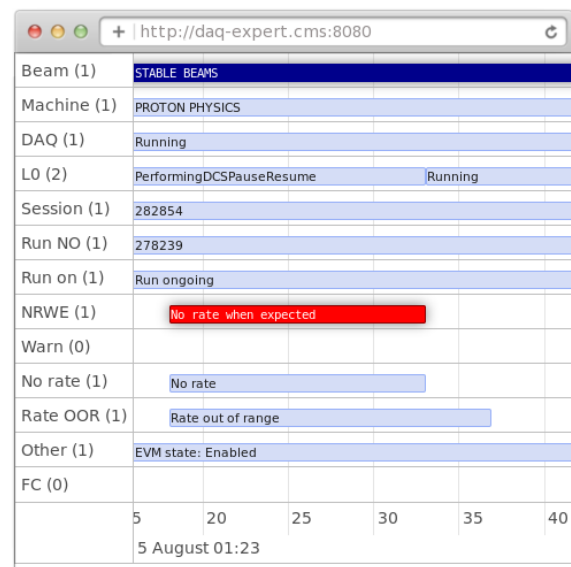 + http://daq-expert.cms:8080
Beam (1) STABLE BEAMS
Machine (1) PROTON PHYSICS
DAQ (1) Running
L0 (2) PerformingDCSPauseResume Running
Session (1) 282854
Run NO (1) 278239
Run on (1) Run ongoing
NRWE (1) No rate when expected
Warn (0)
No rate (1) No rate
Rate OOR (1) Rate out of range
Other (1) EVM state: Enabled
FC (0)
5 20 25 30 35 40
5 August 01:23